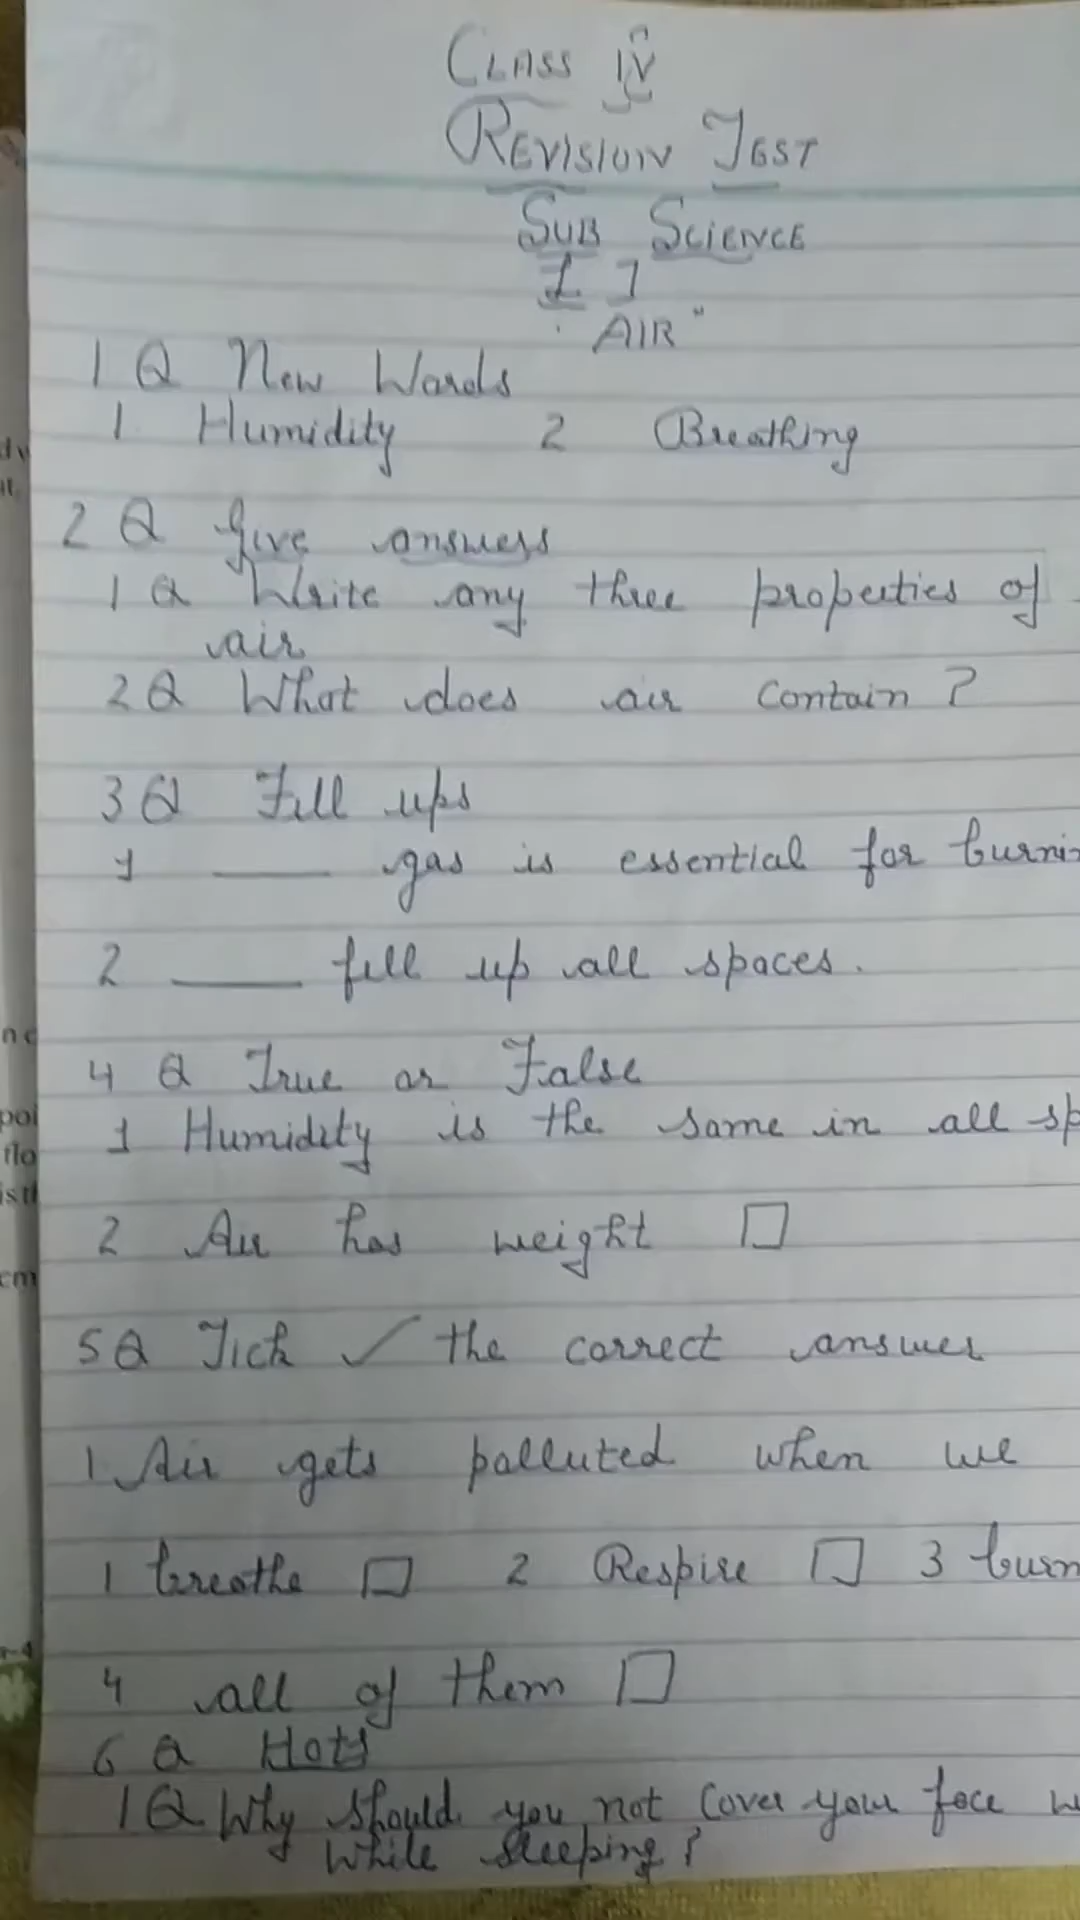 CLASS IV
REVISION TEST
SUB SCIENCE
L 7
"AIR"
1 Q New Words
1. Humidity 2 Breathing
2 Q Give answers
1 Q Write any three properties of
air
2 Q What does air contain ?
3 Q Fill ups
1 ____ gas is essential for burni
2 ____ fill up all spaces.
4 Q True or False
1 Humidity is the same in all sp
2 Air has weight □
5 Q Tick ✓ the correct answer
1 Air gets polluted when we
1 breathe □ 2 Respire □ 3 burn
4 all of them □
6 Q Hots
1 Q Why should you not cover your face w
while sleeping ?